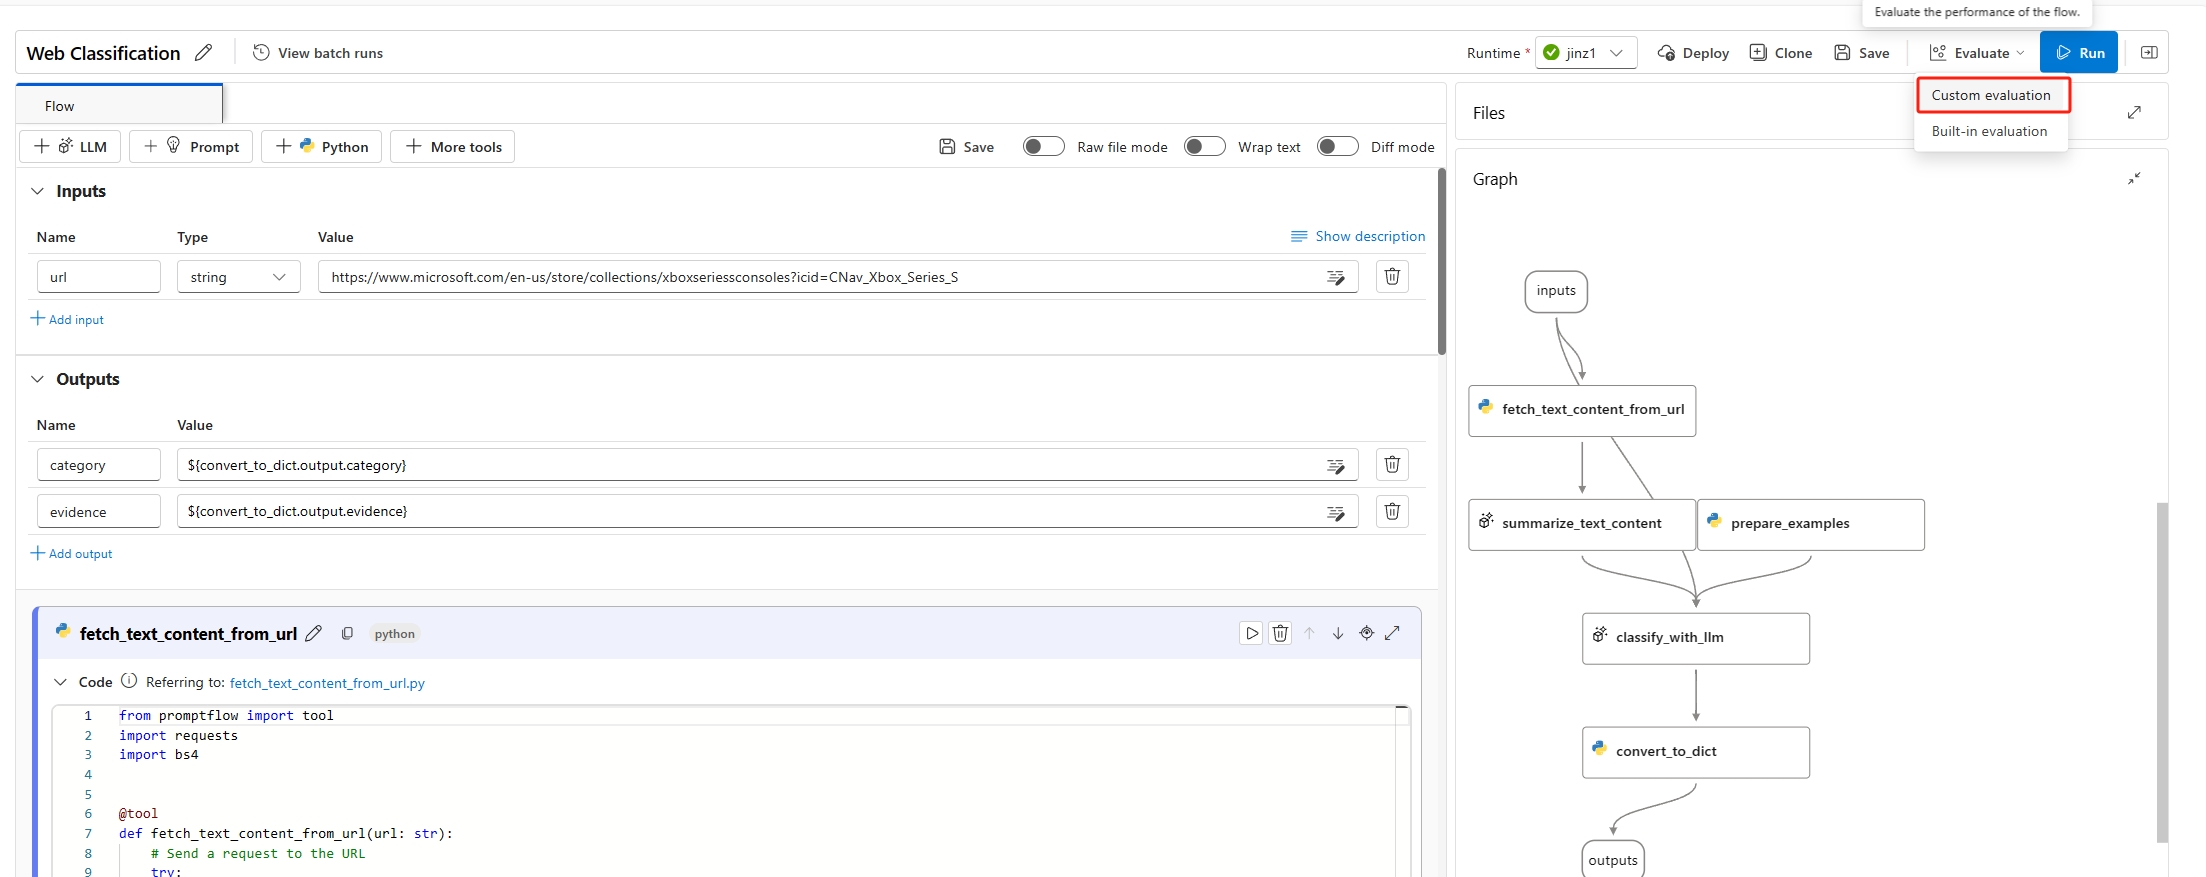 Evaluate the performance of the flow.
Web Classification
View batch runs
Runtime *
jinz1
Deploy
Clone
Save
Evaluate
Run
Custom evaluation
Built-in evaluation
Flow
LLM
Prompt
Python
More tools
Save
Raw file mode
Wrap text
Diff mode
Inputs
Name Type Value
Show description
url
string
https://www.microsoft.com/en-us/store/collections/xboxseriessconsoles?icid=CNav_Xbox_Series_S
Add input
Outputs
Name Value
category
${convert_to_dict.output.category}
evidence
${convert_to_dict.output.evidence}
Add output
fetch_text_content_from_url
python
Code
Referring to: fetch_text_content_from_url.py
1 from promptflow import tool
2 import requests
3 import bs4
4
5
6 @tool
7 def fetch_text_content_from_url(url: str):
8 # Send a request to the URL
9 try:
Files
Graph
inputs
fetch_text_content_from_url
summarize_text_content
prepare_examples
classify_with_llm
convert_to_dict
outputs